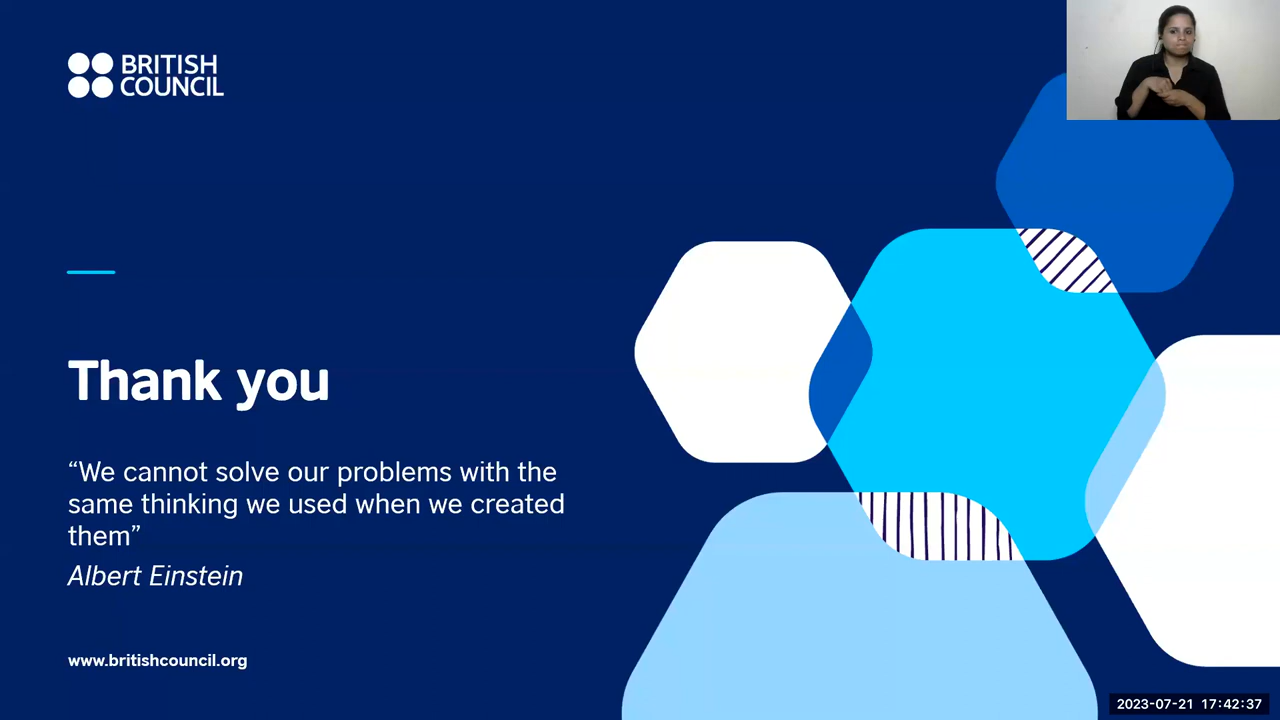 BRITISH
COUNCIL
Thank you
“We cannot solve our problems with the
same thinking we used when we created
them”
Albert Einstein
www.britishcouncil.org
2023-07-21 17:42:37